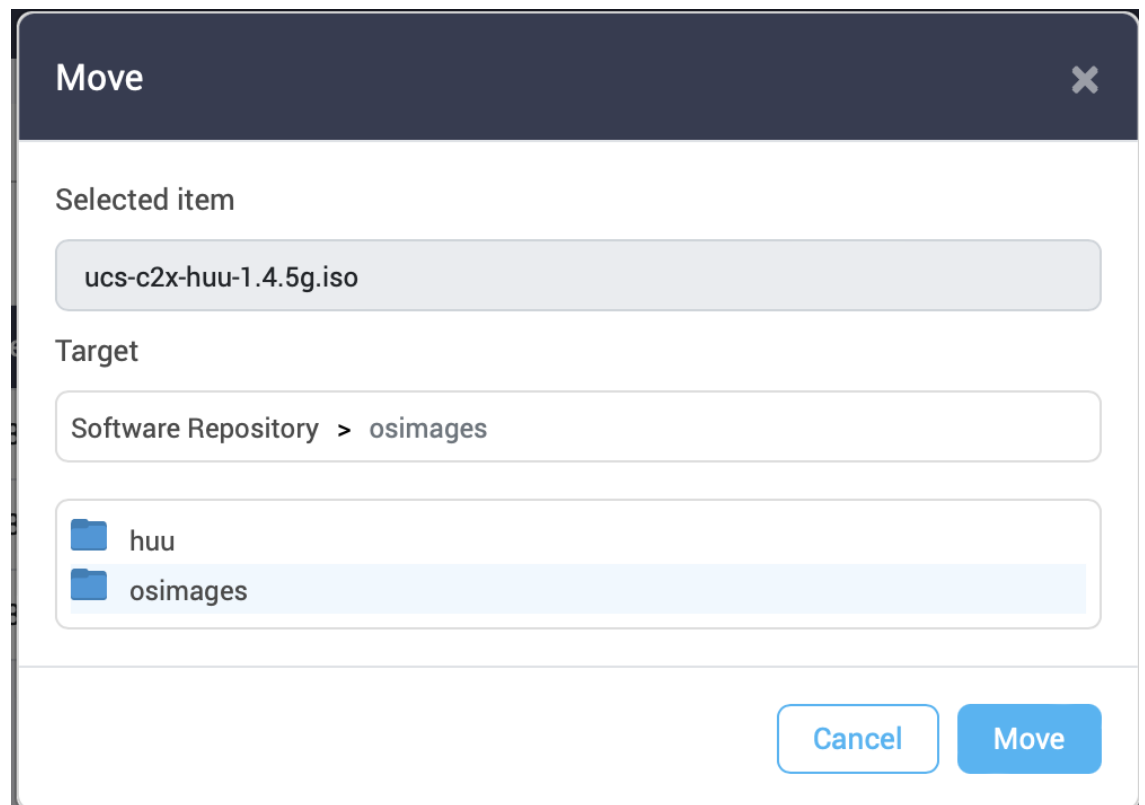 Move
Selected item
ucs-c2x-huu-1.4.5g.iso
Target
Software Repository > osimages
huu
osimages
Cancel Move